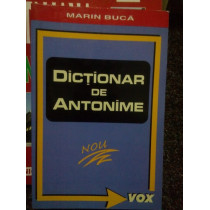 MARIN BUCĂ
DICȚIONAR
DE
ANTONIME
NOU
VOX